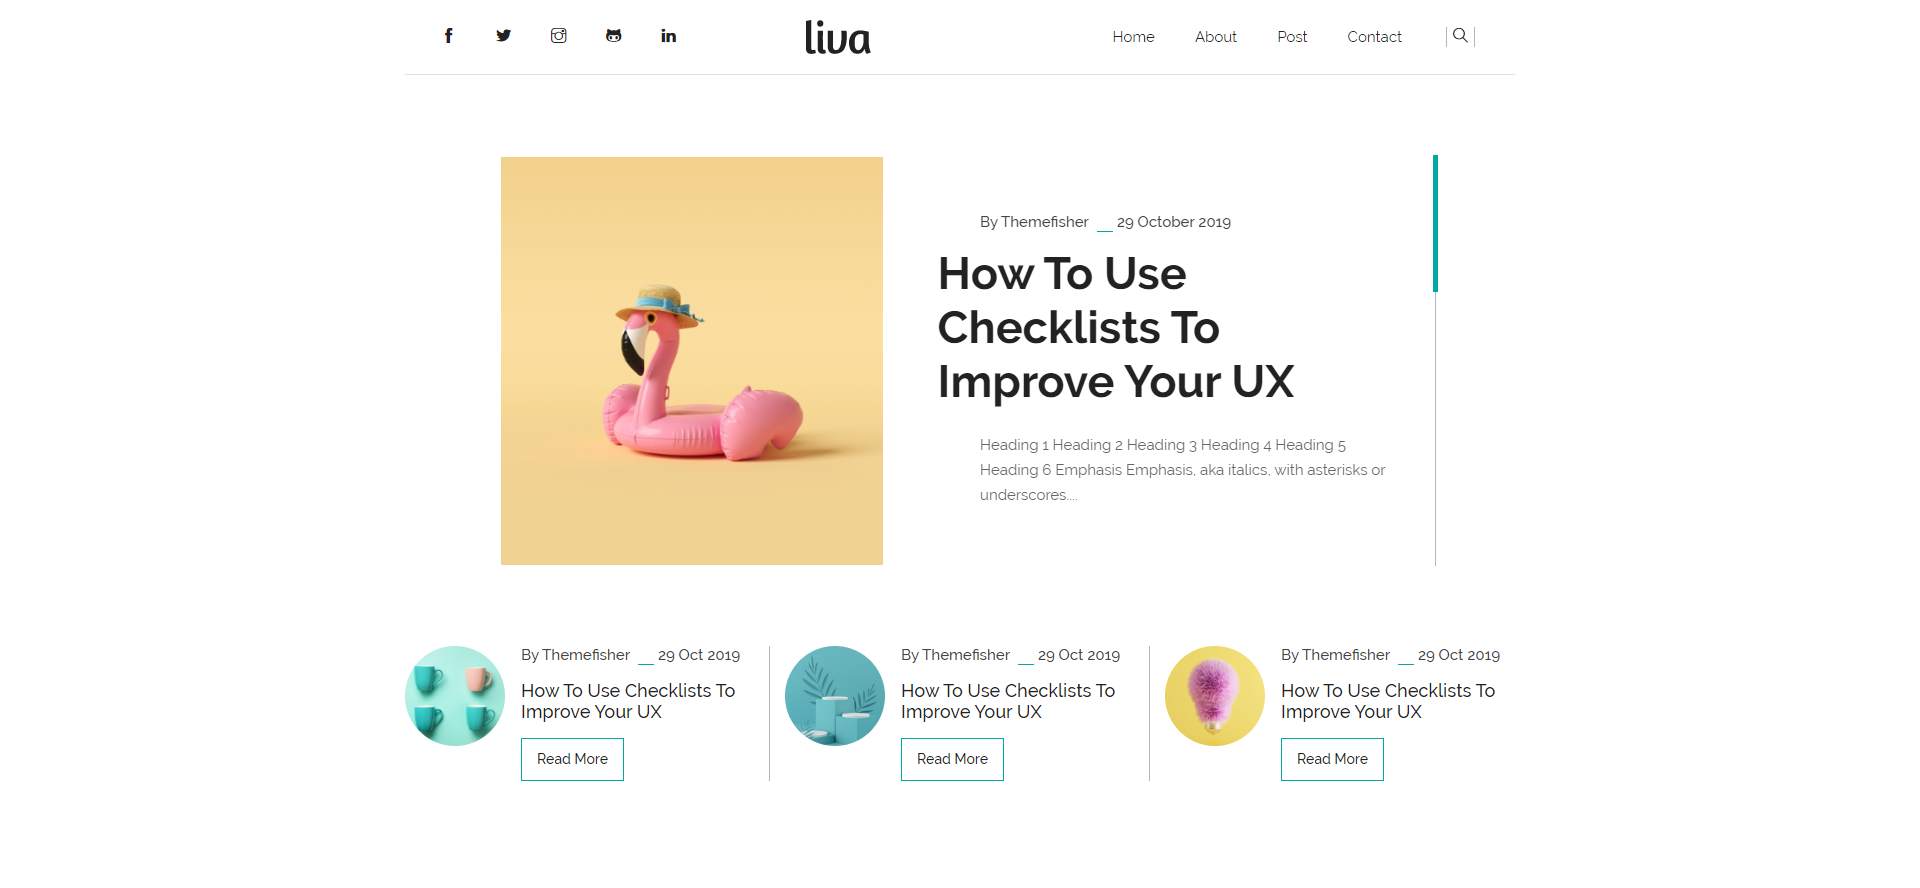 liva
Home
About
Post
Contact
By Themefisher __ 29 October 2019
How To Use
Checklists To
Improve Your UX
Heading 1 Heading 2 Heading 3 Heading 4 Heading 5
Heading 6 Emphasis Emphasis, aka italics, with asterisks or
underscores....
By Themefisher __ 29 Oct 2019
How To Use Checklists To
Improve Your UX
Read More
By Themefisher __ 29 Oct 2019
How To Use Checklists To
Improve Your UX
Read More
By Themefisher __ 29 Oct 2019
How To Use Checklists To
Improve Your UX
Read More